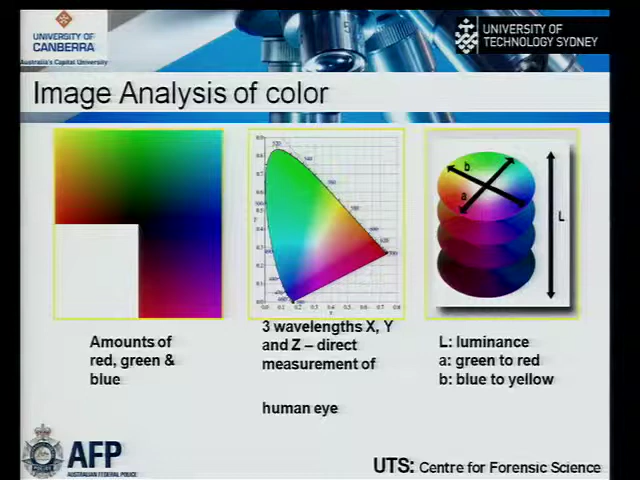 UNIVERSITY OF
CANBERRA
Australia's Capital University
UNIVERSITY OF
TECHNOLOGY SYDNEY
Image Analysis of color
b
a
L
Amounts of
red, green &
blue
3 wavelengths X, Y
and Z – direct
measurement of
human eye
L: luminance
a: green to red
b: blue to yellow
AFP
AUSTRALIAN FEDERAL POLICE
UTS: Centre for Forensic Science